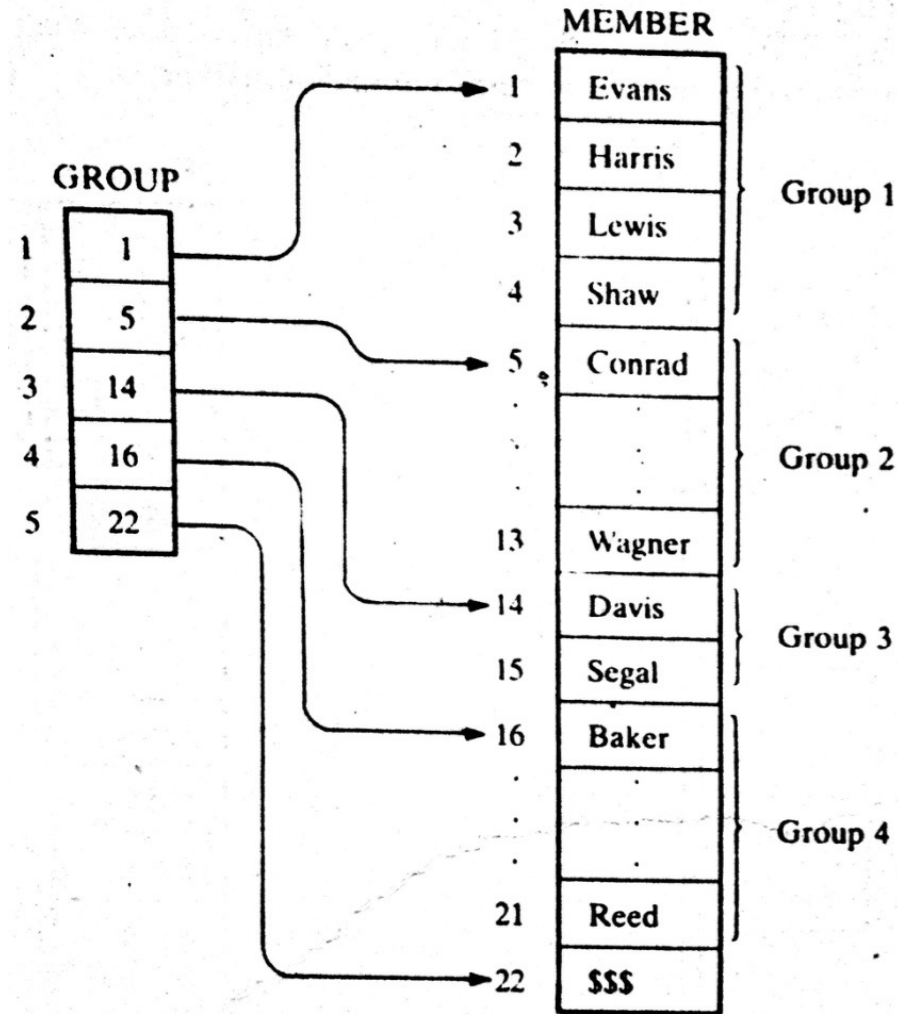 MEMBER
1 Evans
2 Harris
3 Lewis
4 Shaw
Group 1
5 Conrad
. .
. .
. .
13 Wagner
Group 2
14 Davis
15 Segal
Group 3
16 Baker
. .
. .
. .
21 Reed
Group 4
22 $$$
GROUP
1 1
2 5
3 14
4 16
5 22